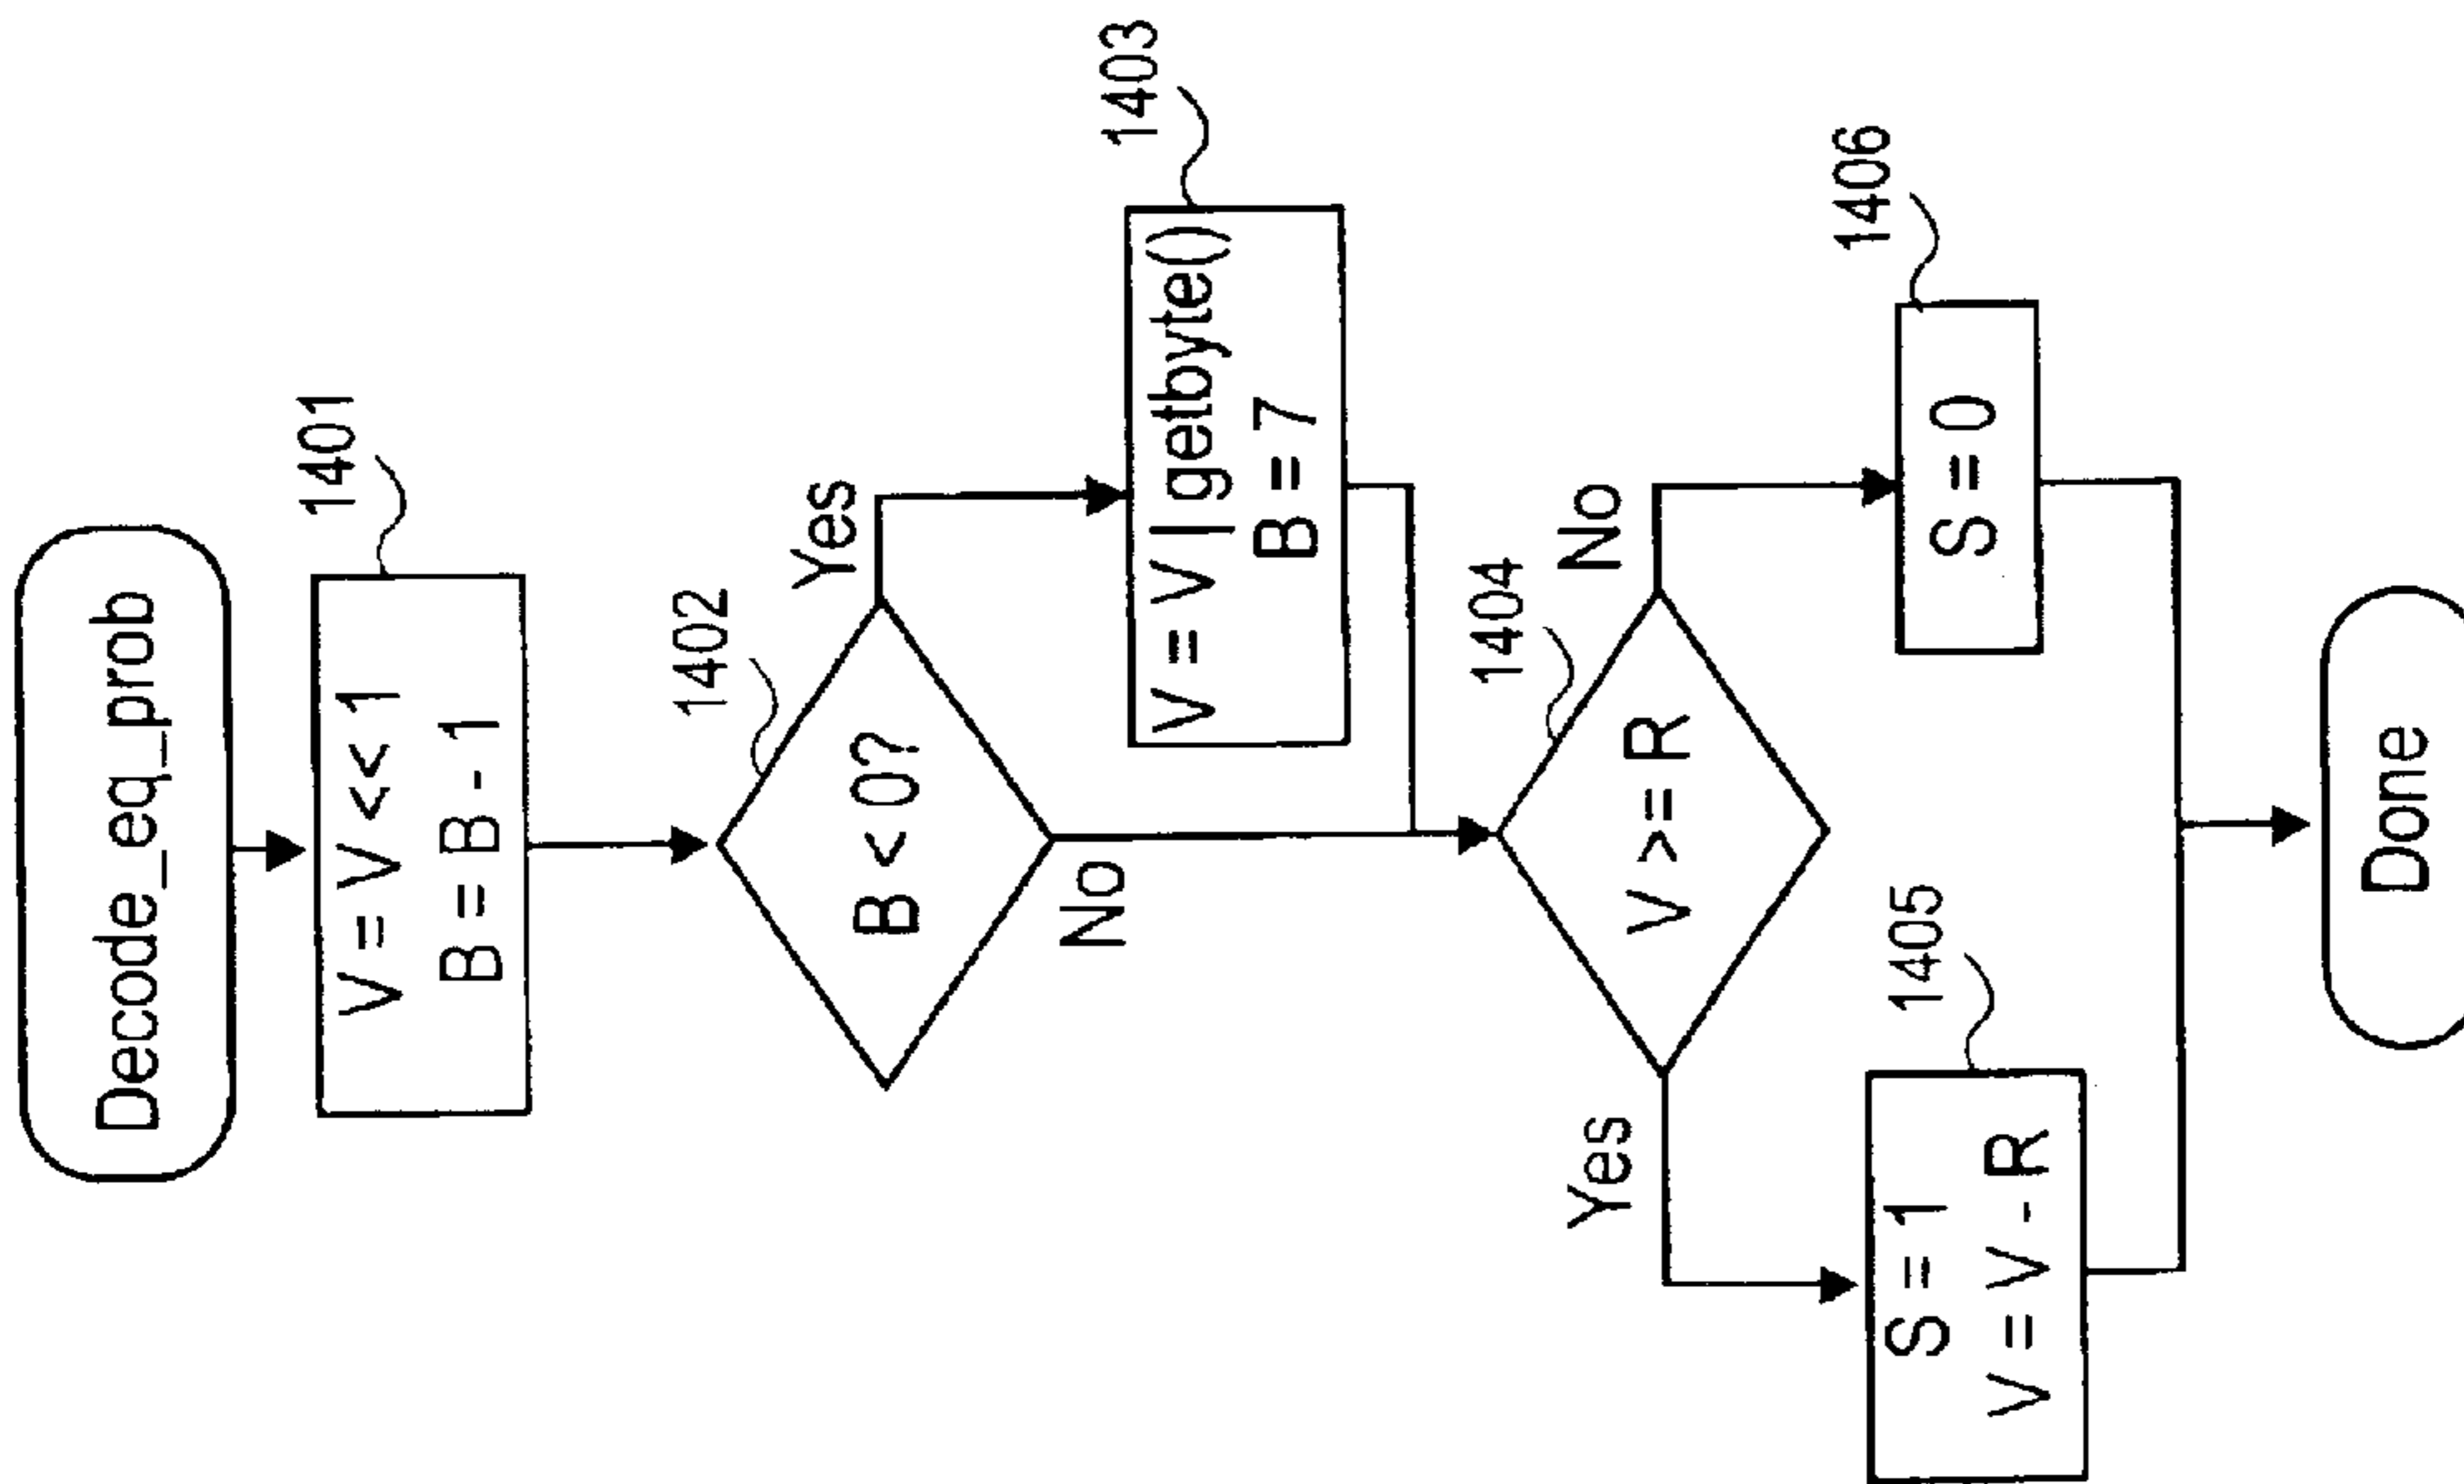 Decode_eq_prob
1401
V = V << 1
B = B - 1
1402
B < 0?
Yes
No
1403
V = V | getbyte()
B = 7
1404
V >= R
Yes
No
1405
S = 1
V = V - R
1406
S = 0
Done